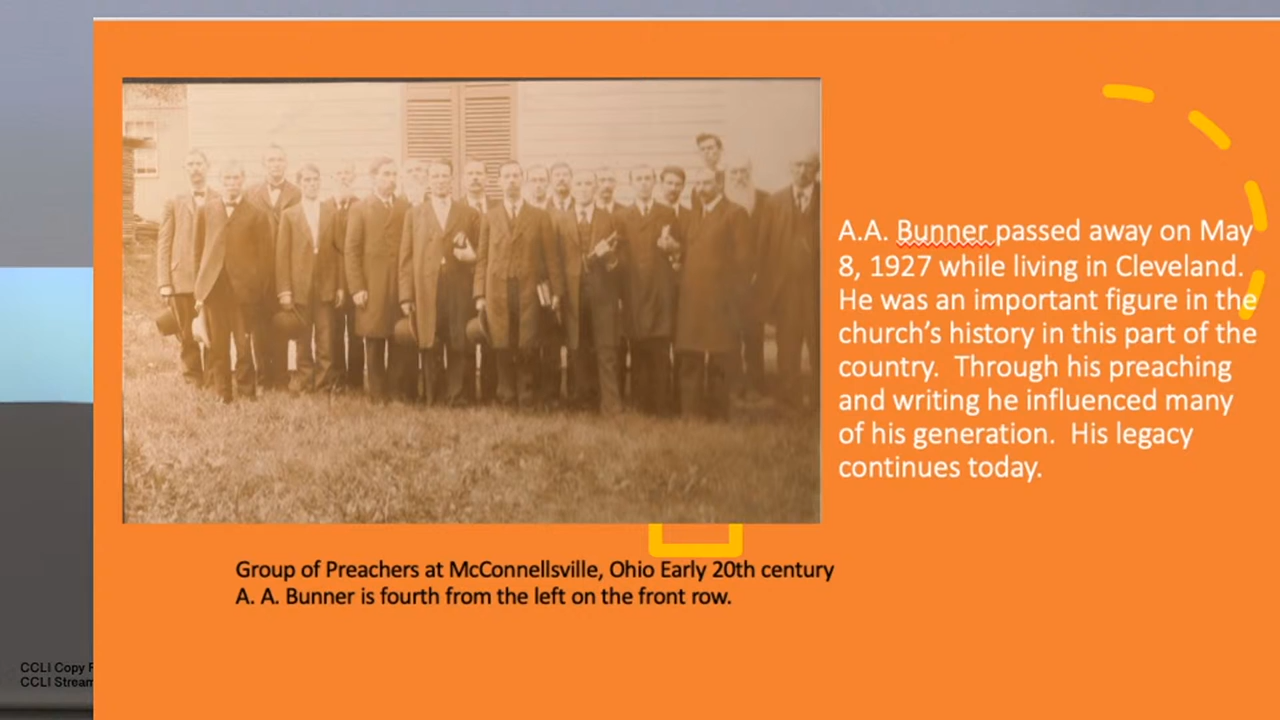 A.A. Bunner passed away on May
8, 1927 while living in Cleveland.
He was an important figure in the
church’s history in this part of the
country.  Through his preaching
and writing he influenced many
of his generation.  His legacy
continues today.
Group of Preachers at McConnellsville, Ohio Early 20th century
A. A. Bunner is fourth from the left on the front row.
CCLI Copy
CCLI Stream